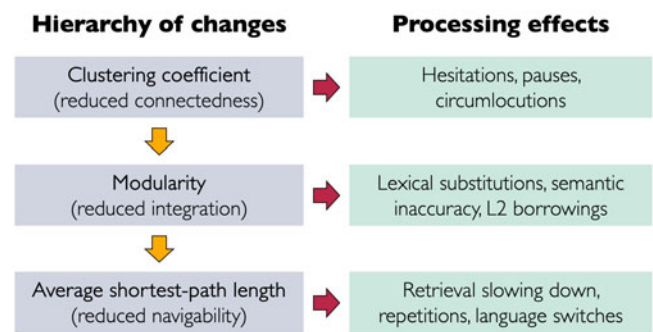 Hierarchy of changes
Processing effects
Clustering coefficient
(reduced connectedness)
Hesitations, pauses,
circumlocutions
Modularity
(reduced integration)
Lexical substitutions, semantic
inaccuracy, L2 borrowings
Average shortest-path length
(reduced navigability)
Retrieval slowing down,
repetitions, language switches